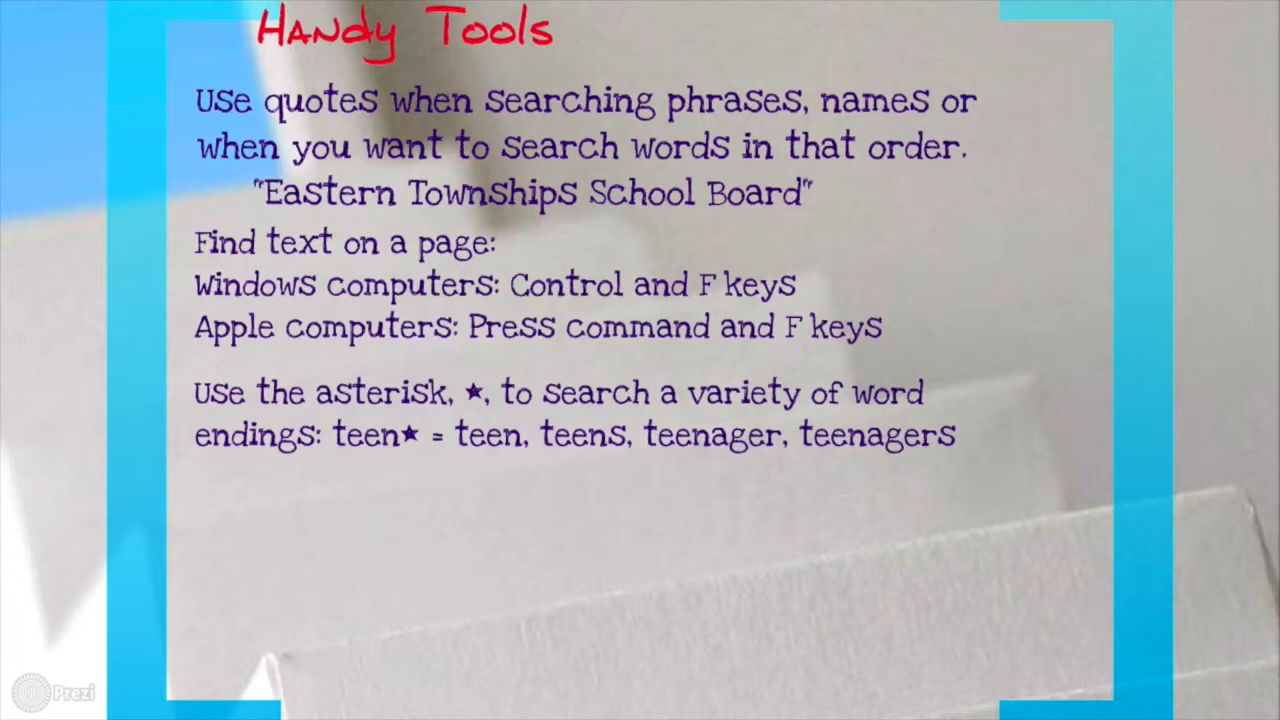 Handy Tools
Use quotes when searching phrases, names or
when you want to search words in that order.
"Eastern Townships School Board"
Find text on a page:
Windows computers: Control and F keys
Apple computers: Press command and F keys
Use the asterisk, ★, to search a variety of word
endings: teen★ = teen, teens, teenager, teenagers
Prezi